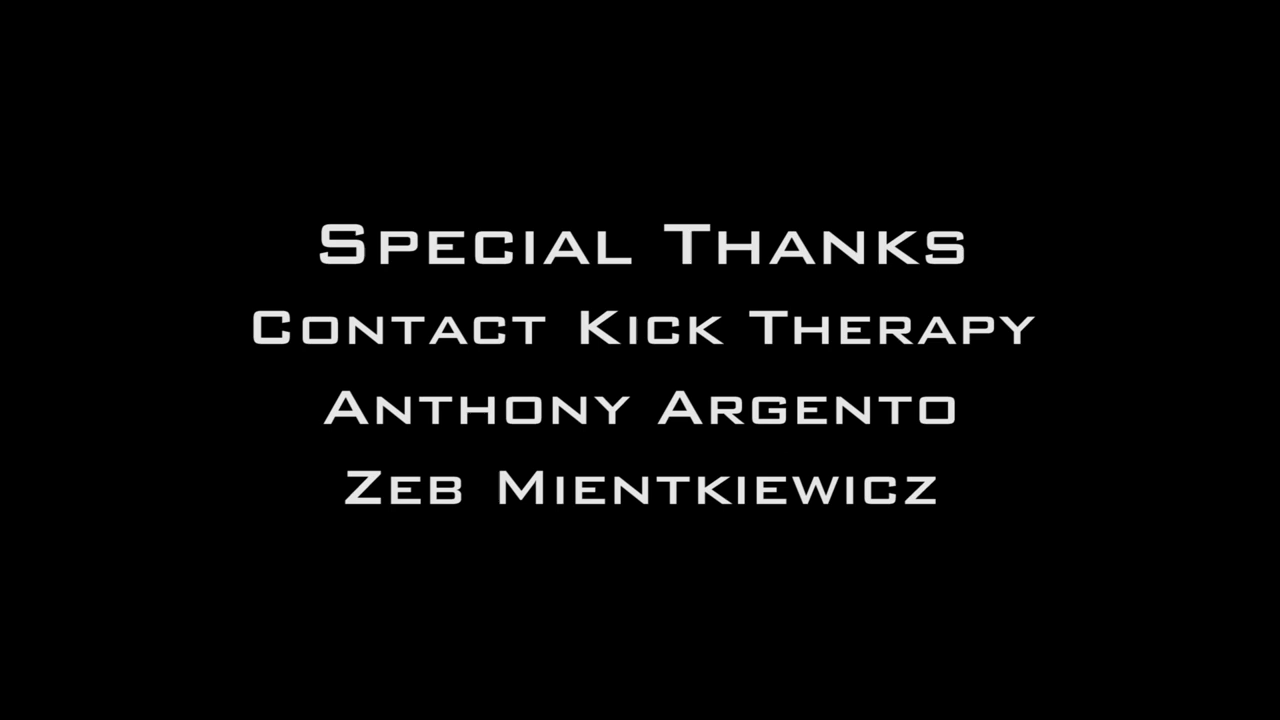 Special Thanks
Contact Kick Therapy
Anthony Argento
Zeb Mientkiewicz